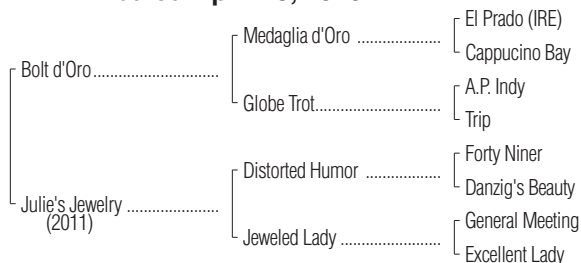 El Prado (IRE)
Medaglia d'Oro ....................
Cappucino Bay
Bolt d'Oro ..............................
A.P. Indy
Globe Trot ..............................
Trip
Forty Niner
Distorted Humor ..................
Danzig's Beauty
Julie's Jewelry ......................
(2011)
General Meeting
Jeweled Lady ........................
Excellent Lady